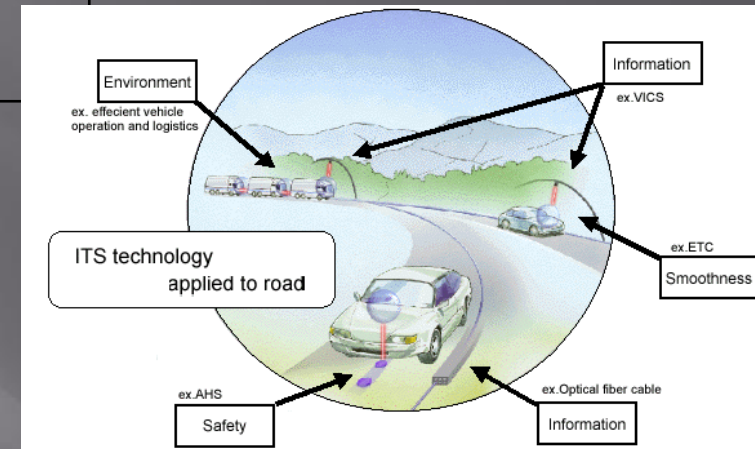 Environment
ex. effecient vehicle
operation and logistics
Information
ex.VICS
ITS technology
applied to road
ex.ETC
Smoothness
ex.AHS
Safety
ex.Optical fiber cable
Information